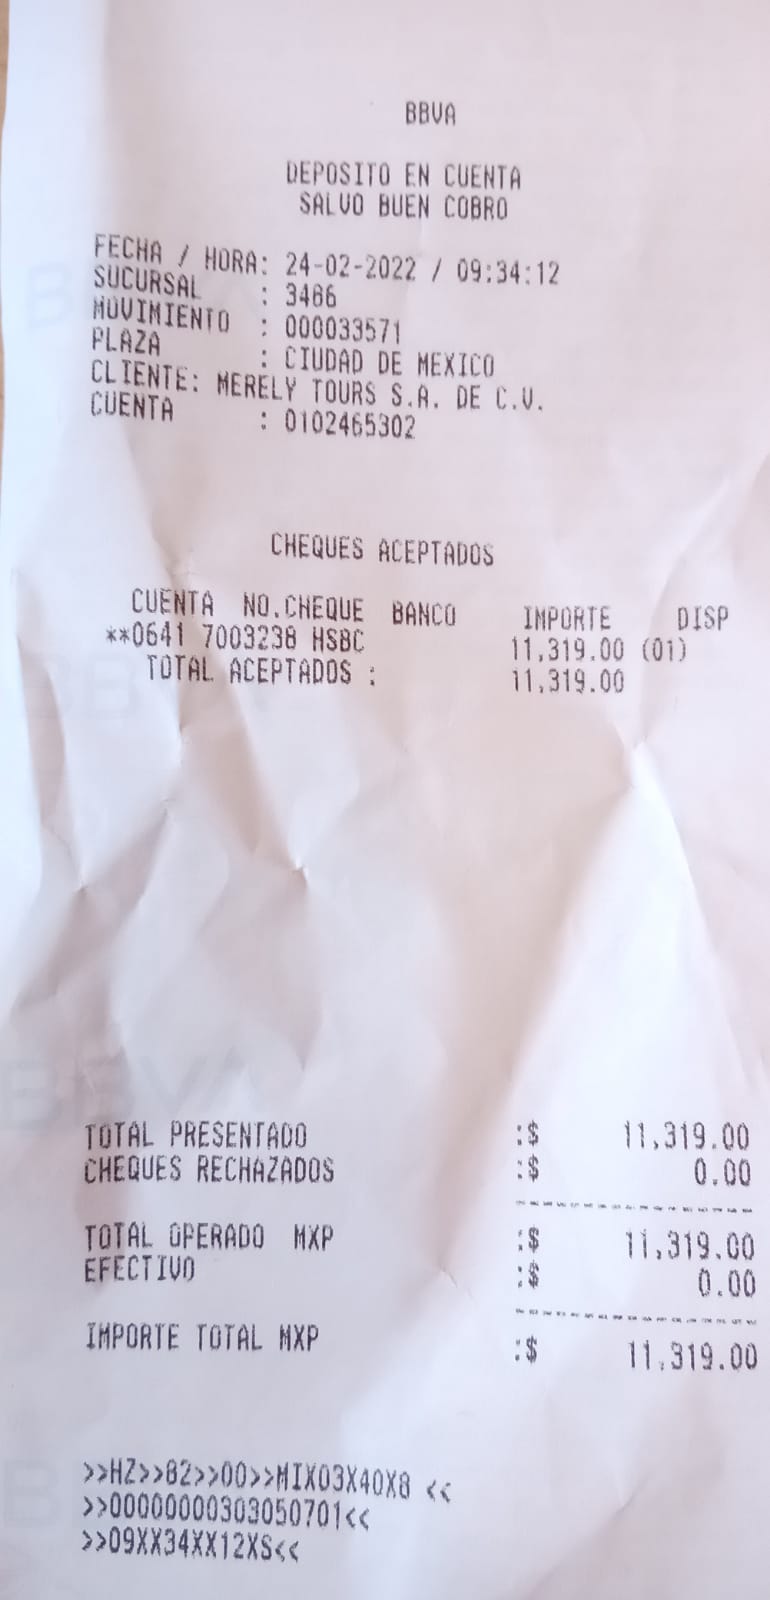 BBVA
DEPOSITO EN CUENTA
SALVO BUEN COBRO
FECHA / HORA: 24-02-2022 / 09:34:12
SUCURSAL : 3486
MOVIMIENTO : 000033571
PLAZA : CIUDAD DE MEXICO
CLIENTE: MERELY TOURS S.A. DE C.V.
CUENTA : 0102465302
CHEQUES ACEPTADOS
CUENTA NO.CHEQUE BANCO IMPORTE DISP
**0641 7003238 HSBC 11,319.00 (01)
TOTAL ACEPTADOS : 11,319.00
TOTAL PRESENTADO :$ 11,319.00
CHEQUES RECHAZADOS :$ 0.00
TOTAL OPERADO MXP :$ 11,319.00
EFECTIVO :$ 0.00
IMPORTE TOTAL MXP :$ 11,319.00
>>HZ>>82>>00>>MIX03X40X8 <<
>>00000000303050701<<
>>09XX34XX12XS<<